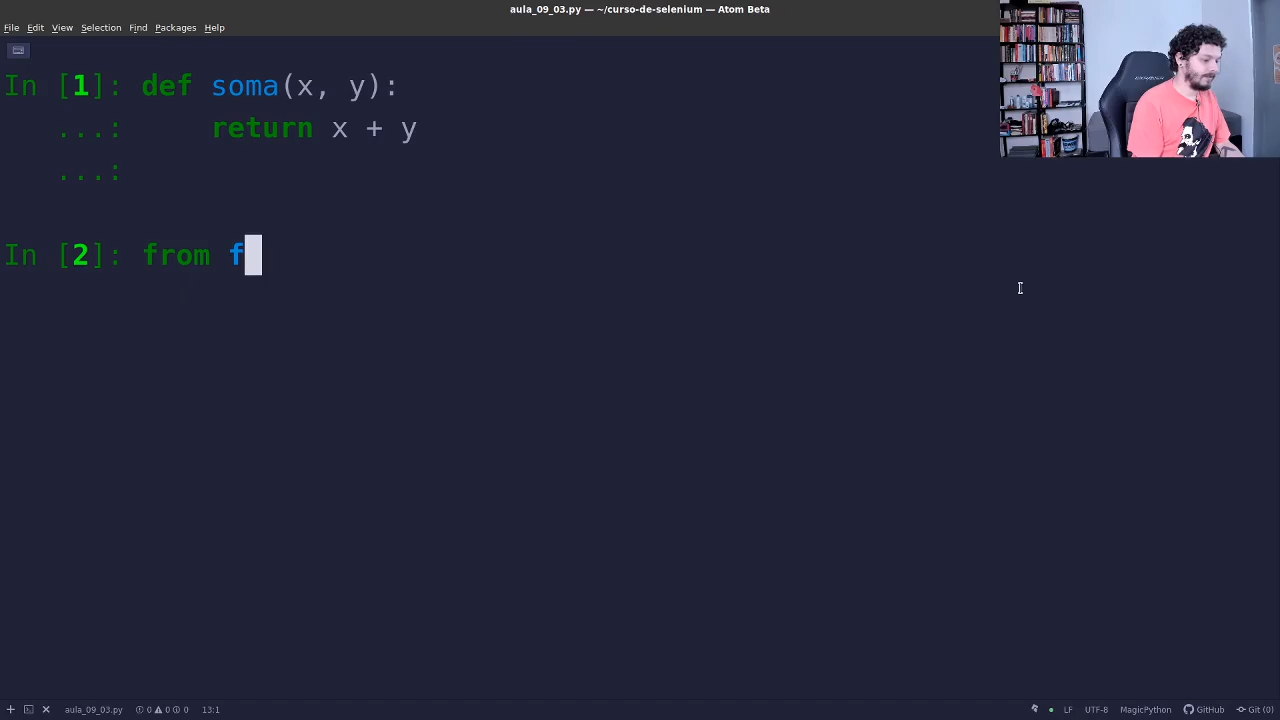 aula_09_03.py — ~/curso-de-selenium — Atom Beta
File Edit View Selection Find Packages Help
In [1]: def soma(x, y):
...: return x + y
...:
In [2]: from f
aula_09_03.py 0 0 0 13:1 LF UTF-8 MagicPython GitHub Git (0)